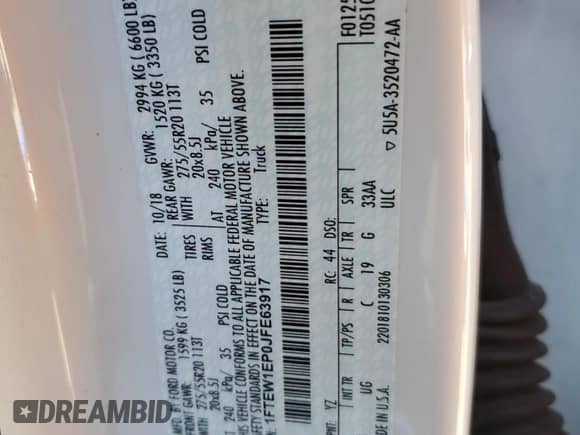 MFD. BY FORD MOTOR CO.
DATE: 10/18 GVWR: 2994 KG ( 6600 LB)
FRONT GAWR: 1599 KG ( 3525 LB) REAR GAWR: 1520 KG ( 3350 LB)
WITH 275/55R20 113T TIRES WITH 275/55R20 113T
20x8.5J RIMS 20x8.5J
AT 240 kPa/ 35 PSI COLD AT 240 kPa/ 35 PSI COLD
THIS VEHICLE CONFORMS TO ALL APPLICABLE FEDERAL MOTOR VEHICLE
SAFETY STANDARDS IN EFFECT ON THE DATE OF MANUFACTURE SHOWN ABOVE.
1FTEW1EP0JFE63917 TYPE: Truck
F0125
T0510
PNT: YZ RC: 44 DSO:
INT TR TP/PS R AXLE TR SPR
UG C 19 G 33AA
MADE IN U.S.A. 2201810130306 ULC
▽ 5U5A-3520472-AA
DREAMBID